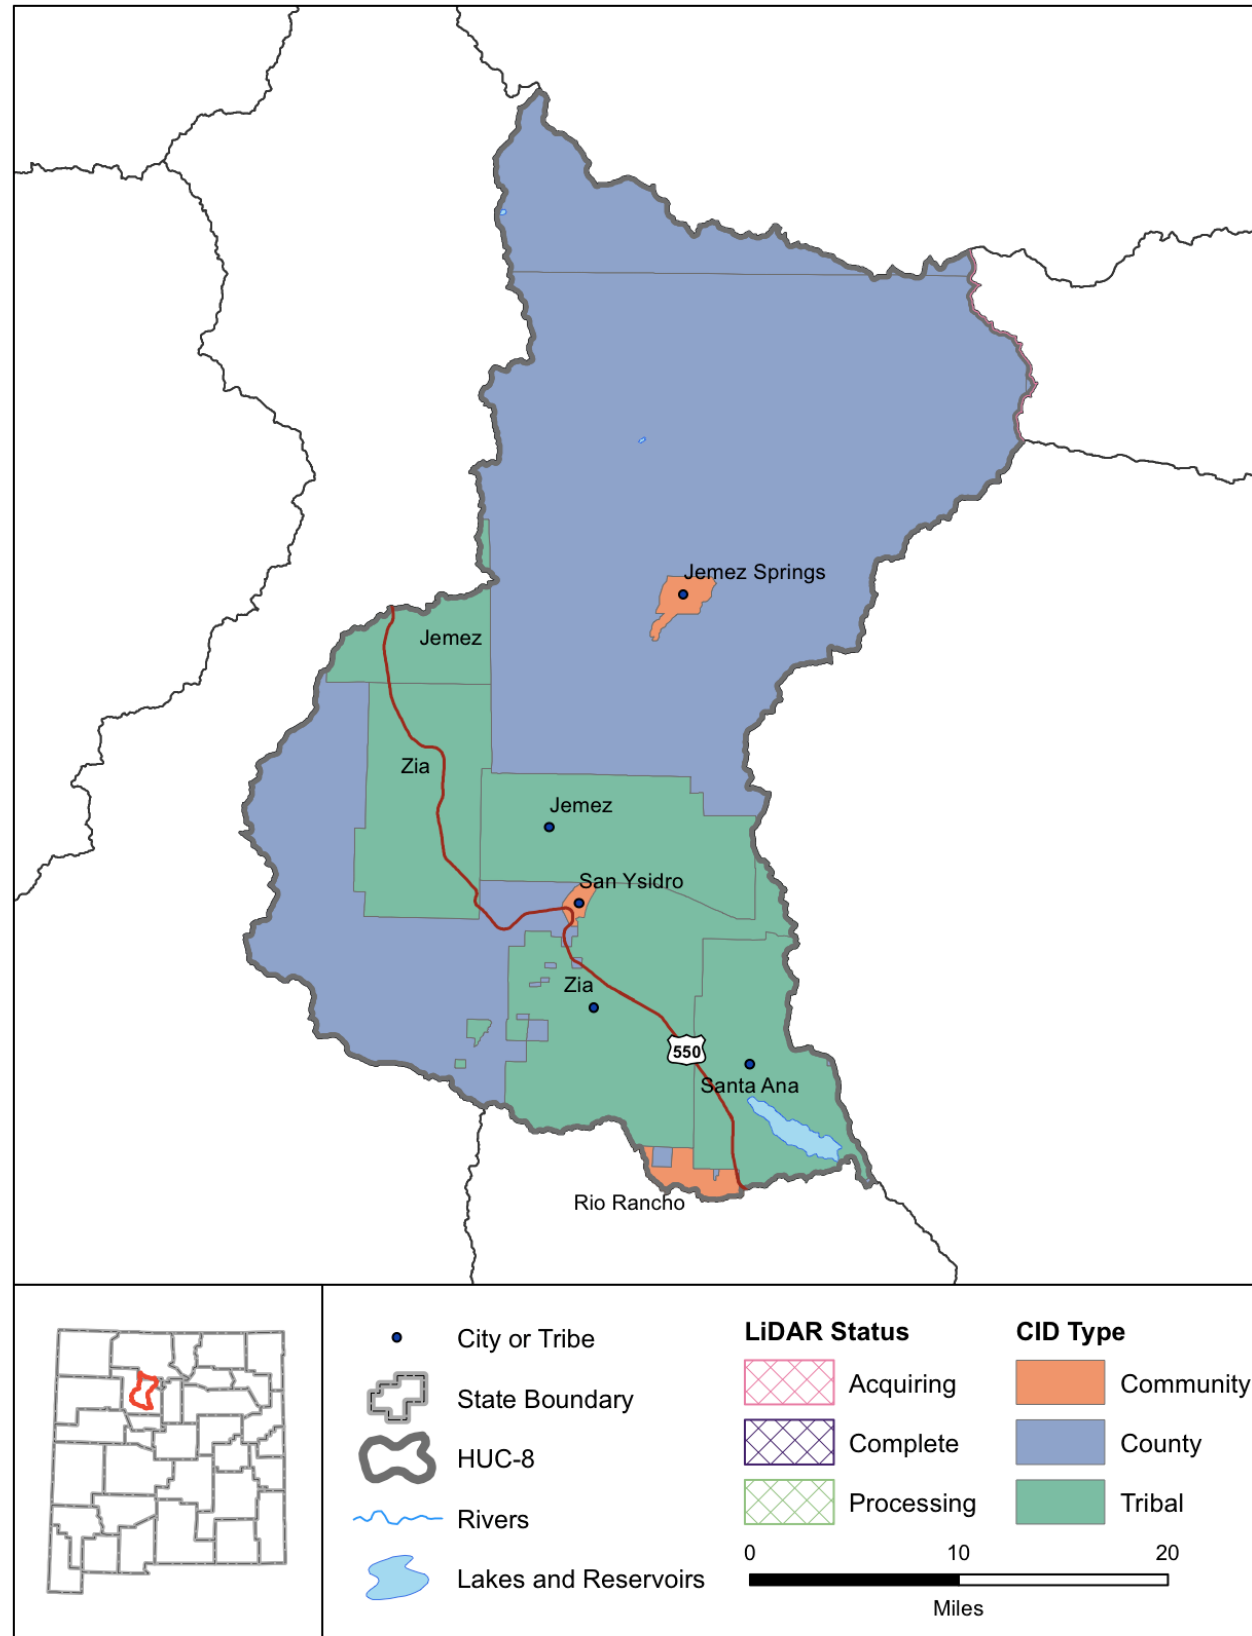 Jemez Springs
Jemez
Zia
Jemez
San Ysidro
Zia
550
Santa Ana
Rio Rancho
City or Tribe
State Boundary
HUC-8
Rivers
Lakes and Reservoirs
LiDAR Status
Acquiring
Complete
Processing
CID Type
Community
County
Tribal
0 10 20
Miles